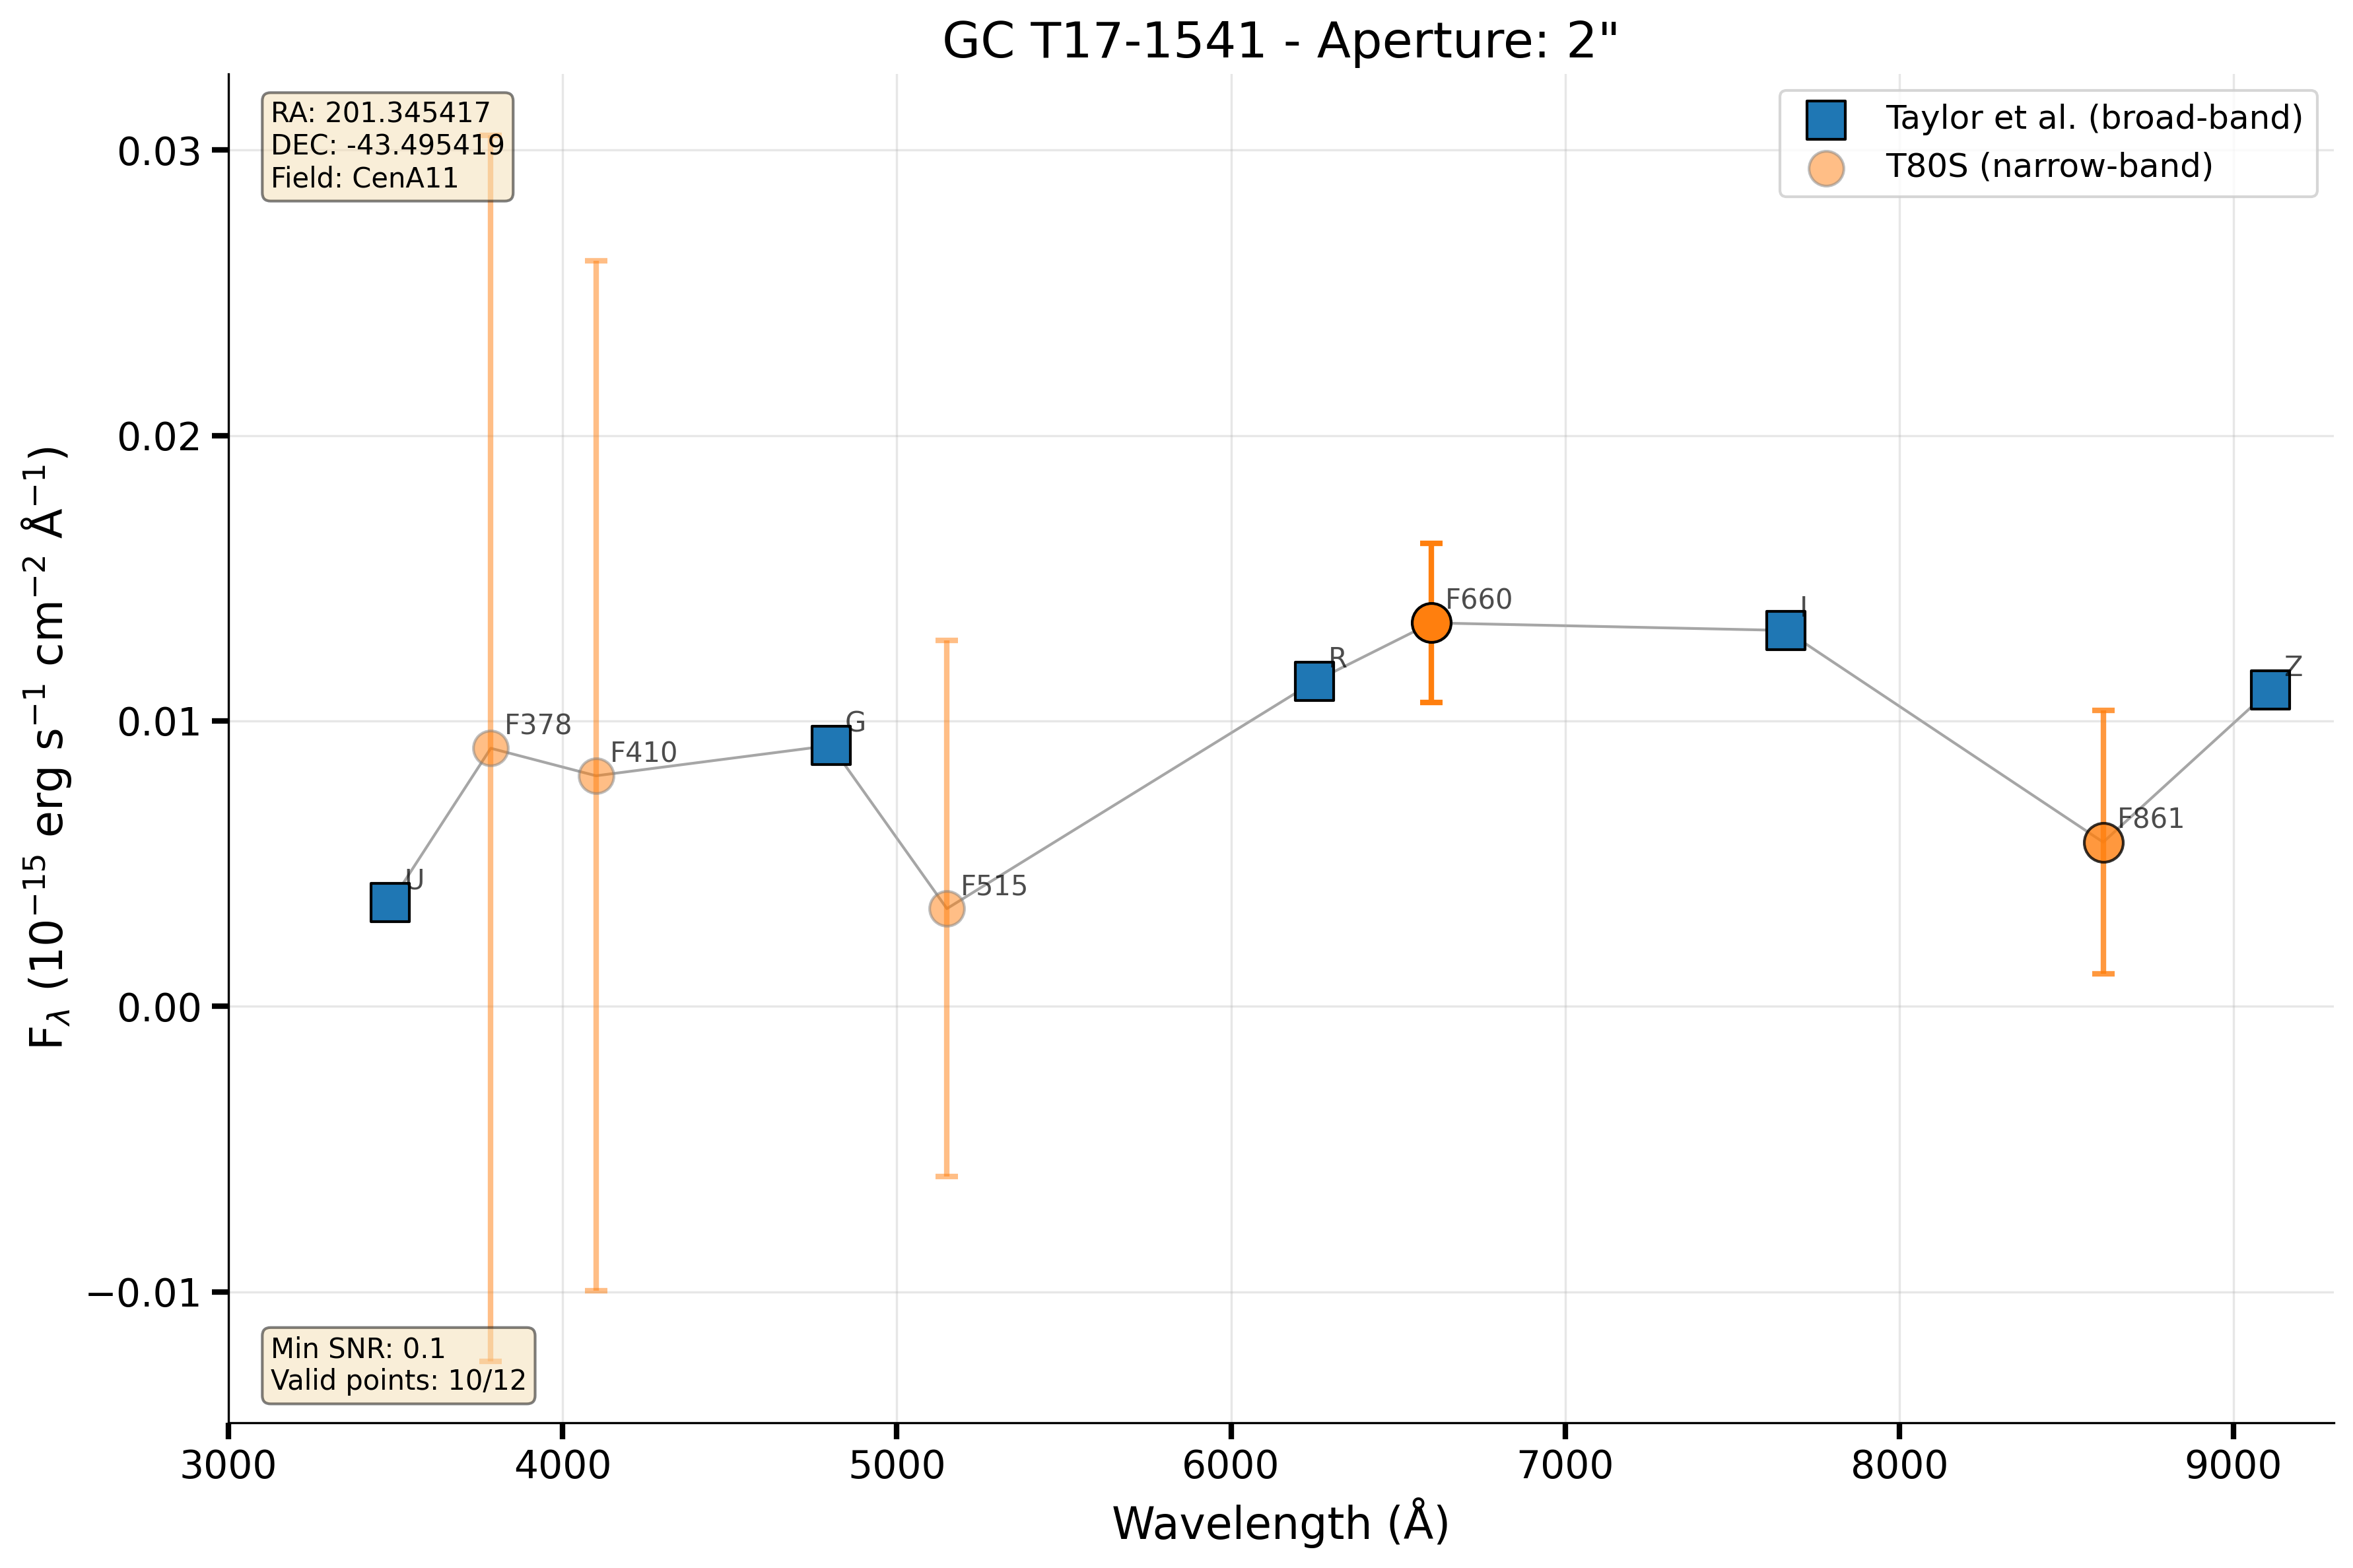 GC T17-1541 - Aperture: 2"
RA: 201.345417
DEC: -43.495419
Field: CenA11
Taylor et al. (broad-band)
T80S (narrow-band)
F$_{\lambda}$ (10$^{-15}$ erg s$^{-1}$ cm$^{-2}$ Å$^{-1}$)
0.03
0.02
0.01
0.00
−0.01
U
F378
F410
G
F515
R
F660
I
F861
Z
Min SNR: 0.1
Valid points: 10/12
3000
4000
5000
6000
7000
8000
9000
Wavelength (Å)